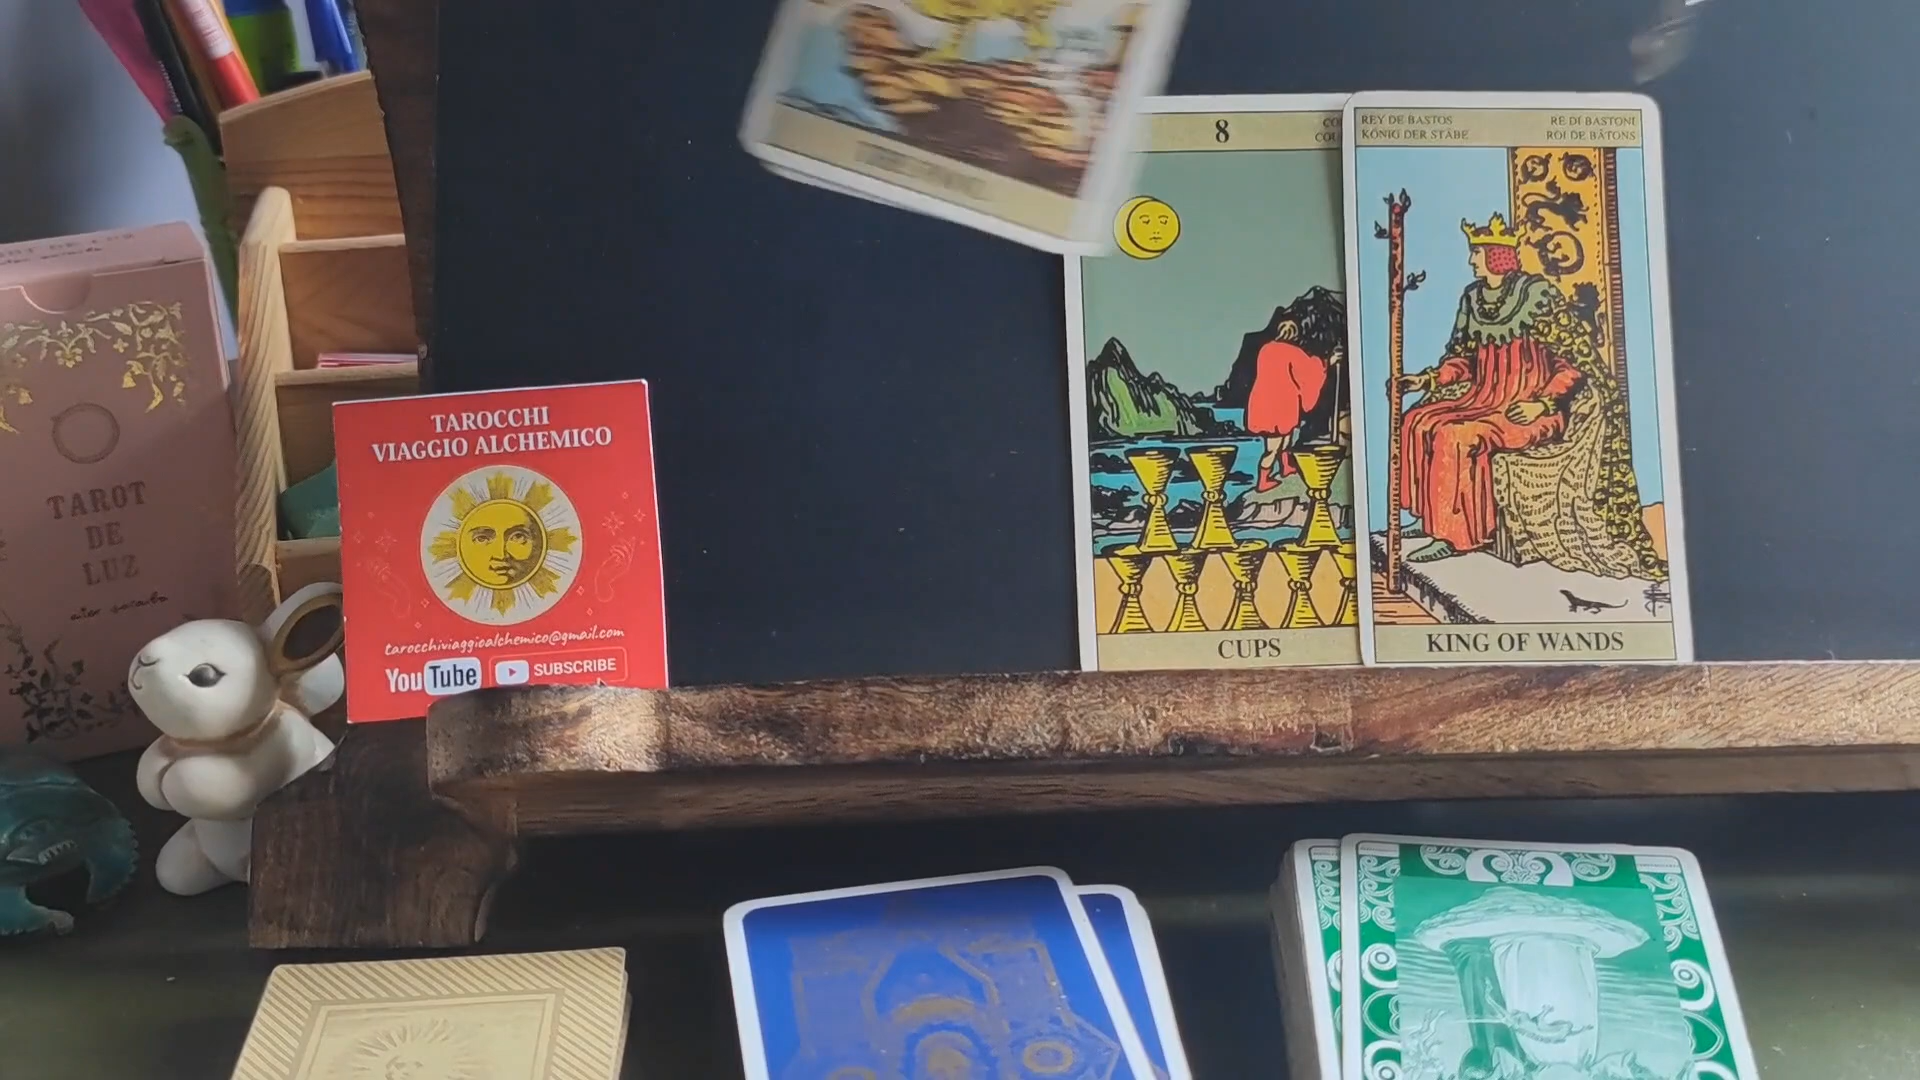 TAROT
DE
LUZ
TAROCCHI
VIAGGIO ALCHEMICO
tarocchiviaggioalchemico@gmail.com
YouTube SUBSCRIBE
8
CUPS
REY DE BASTOS RE DI BASTONI
KÖNIG DER STÄBE ROI DE BÂTONS
KING OF WANDS